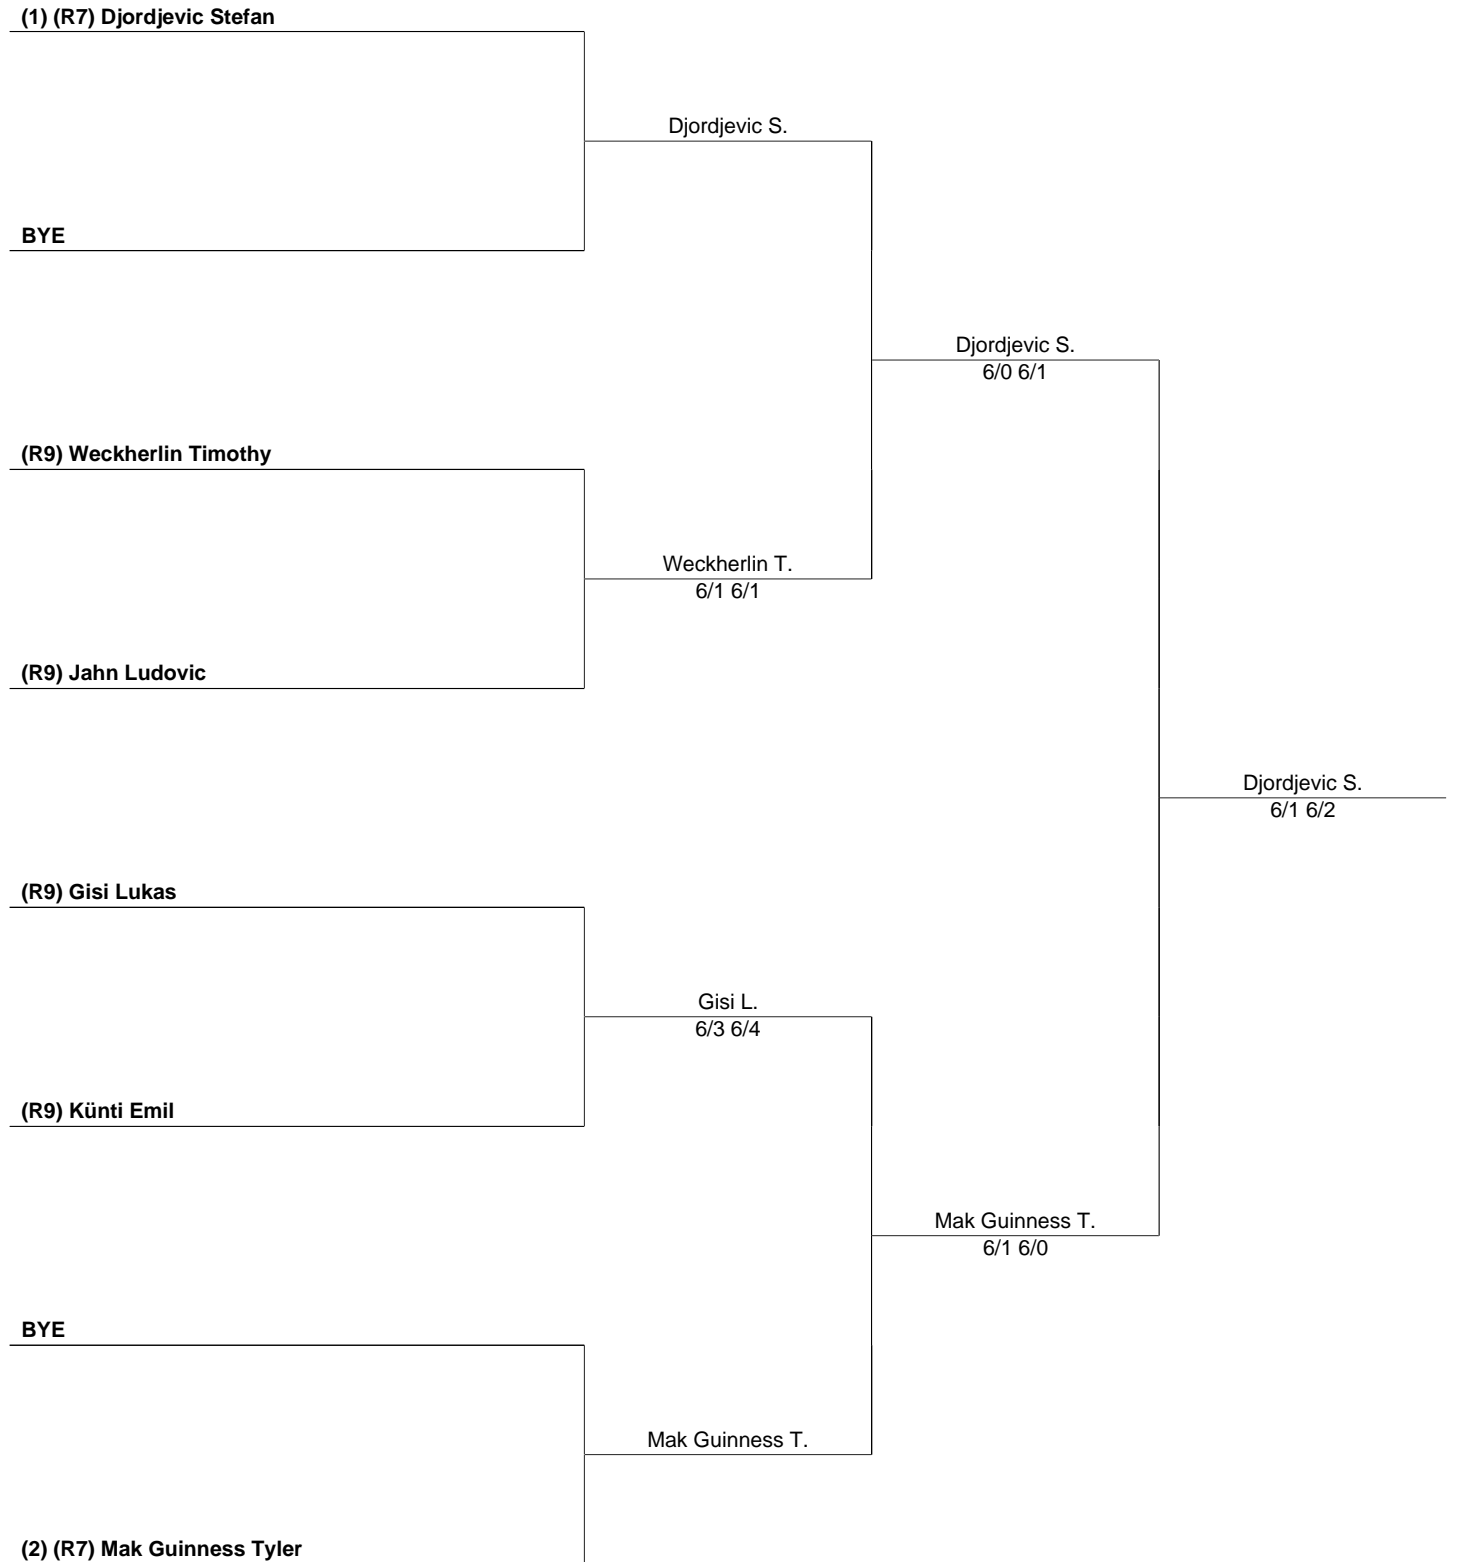 (1) (R7) Djordjevic Stefan
Djordjevic S.
BYE
Djordjevic S.
6/0 6/1
(R9) Weckherlin Timothy
Weckherlin T.
6/1 6/1
(R9) Jahn Ludovic
Djordjevic S.
6/1 6/2
(R9) Gisi Lukas
Gisi L.
6/3 6/4
(R9) Künti Emil
Mak Guinness T.
6/1 6/0
BYE
Mak Guinness T.
(2) (R7) Mak Guinness Tyler